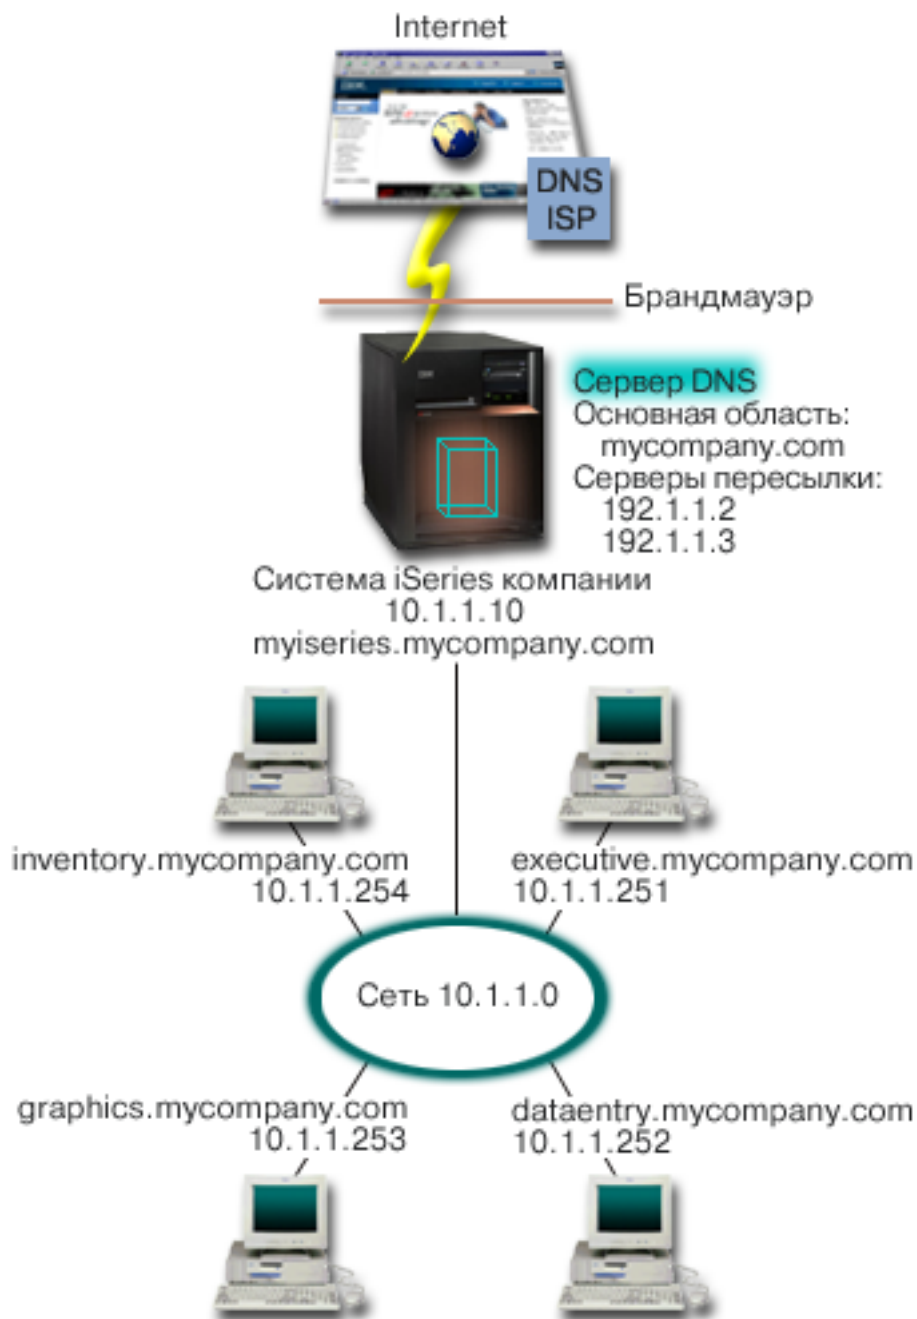 Internet
DNS
ISP
Брандмауэр
Сервер DNS
Основная область:
mycompany.com
Серверы пересылки:
192.1.1.2
192.1.1.3
Система iSeries компании
10.1.1.10
myiseries.mycompany.com
inventory.mycompany.com
10.1.1.254
executive.mycompany.com
10.1.1.251
Сеть 10.1.1.0
graphics.mycompany.com
10.1.1.253
dataentry.mycompany.com
10.1.1.252